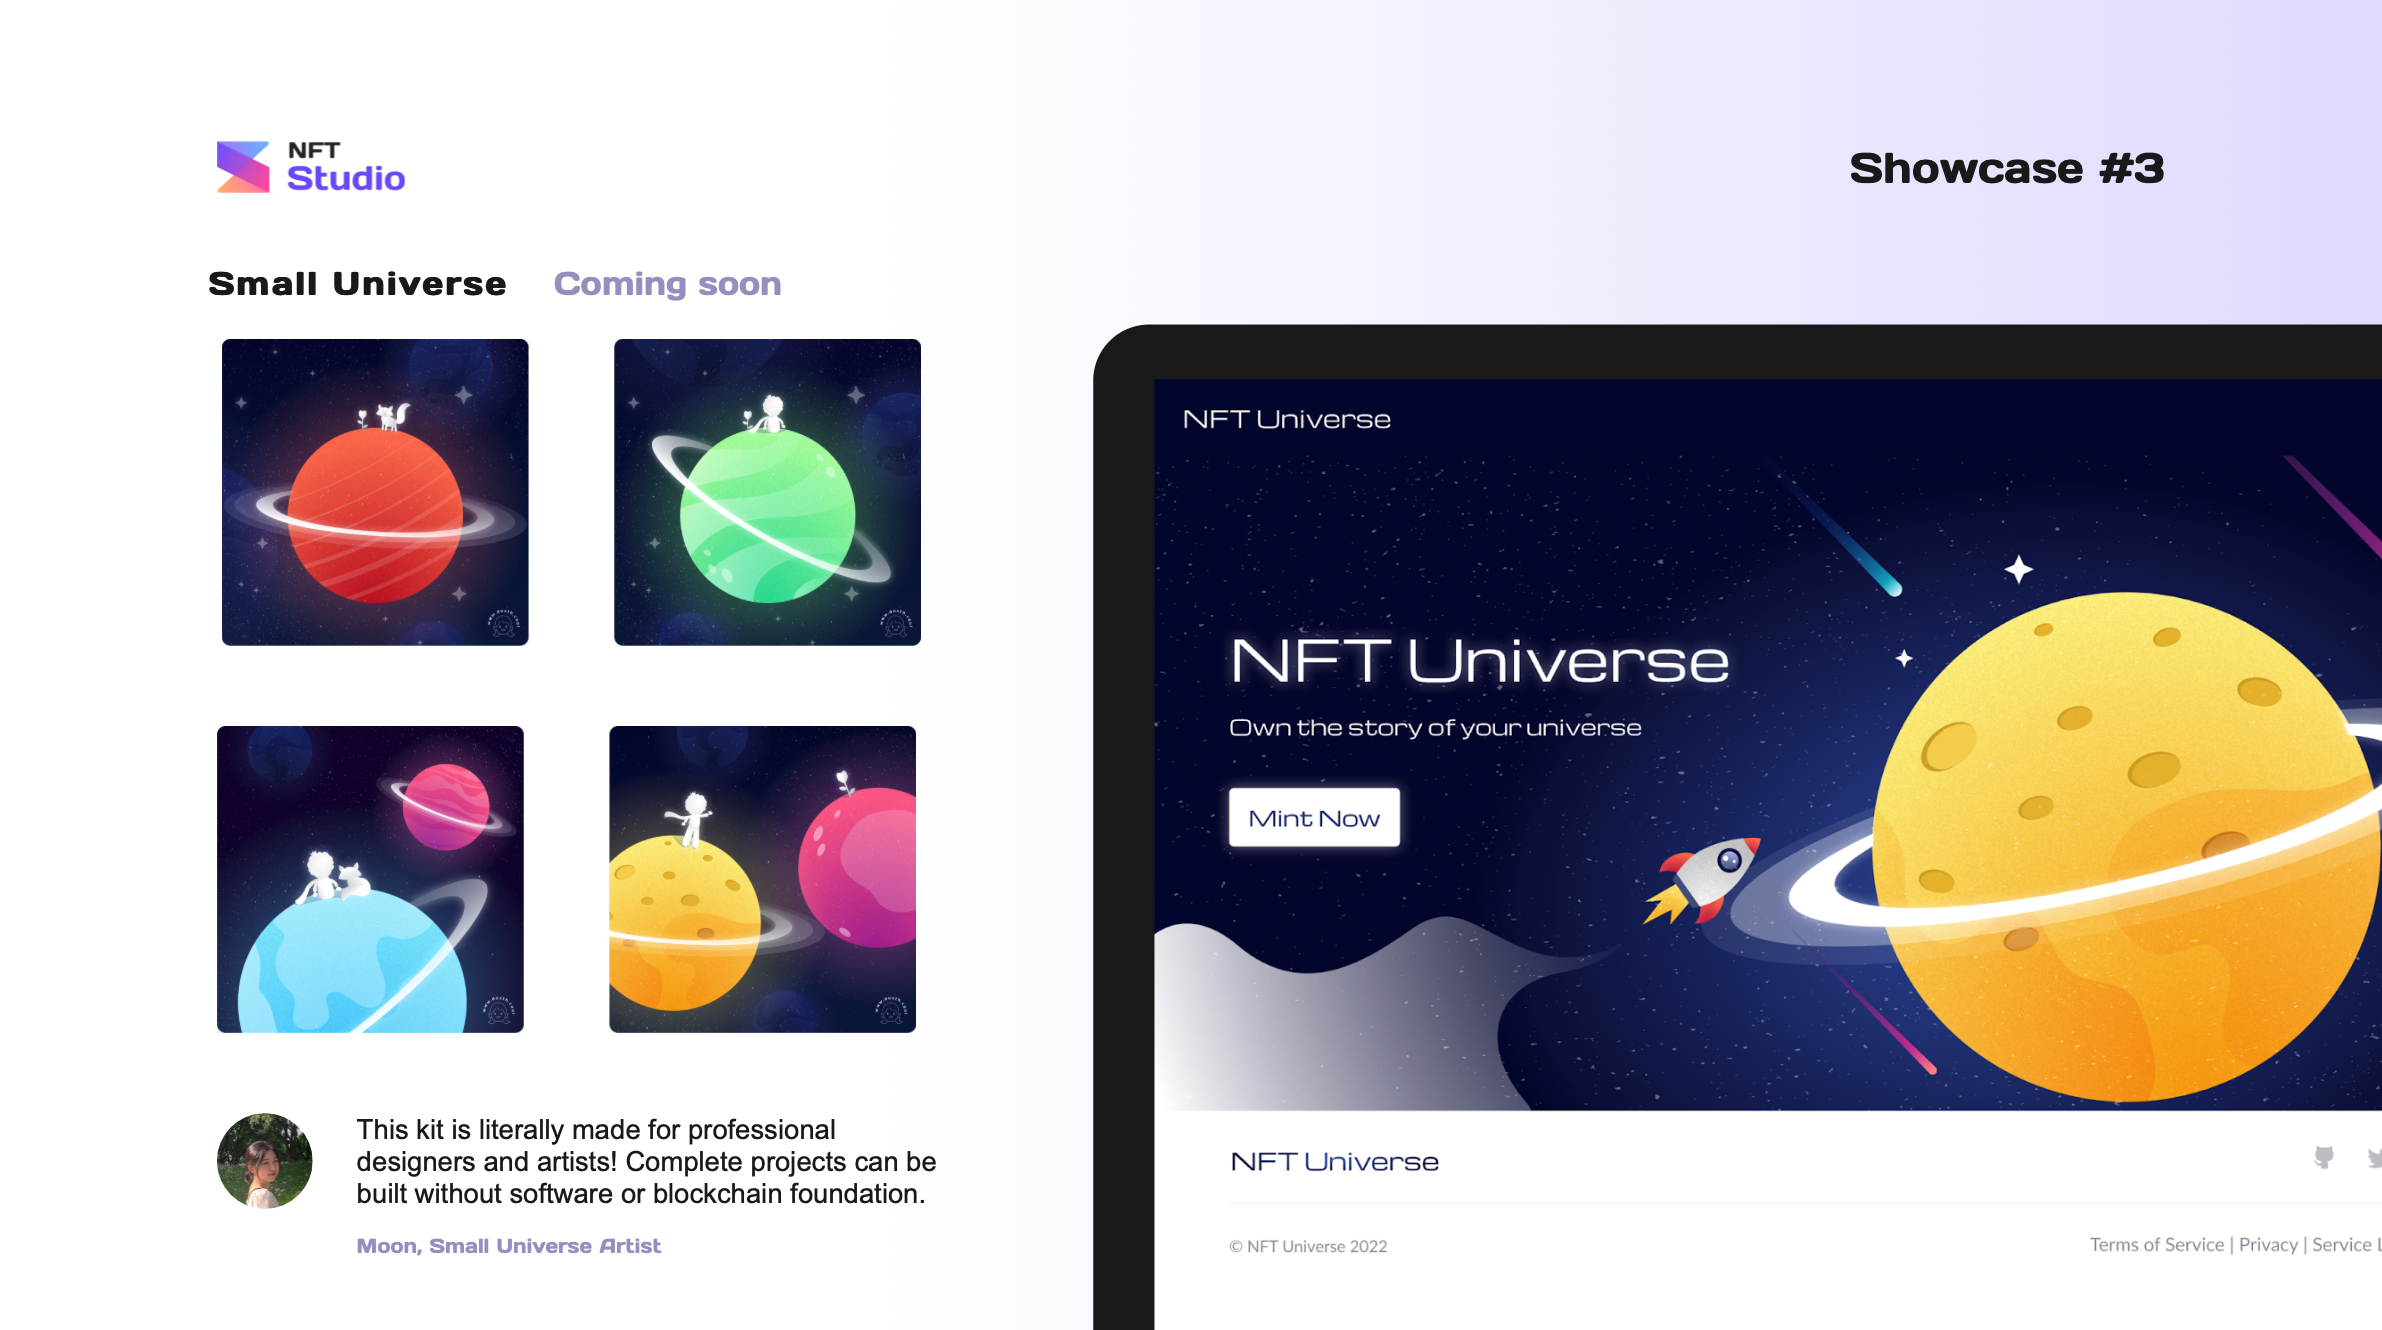 NFT
Studio
Showcase #3
Small Universe
Coming soon
This kit is literally made for professional
designers and artists! Complete projects can be
built without software or blockchain foundation.
Moon, Small Universe Artist
NFT Universe
NFT Universe
Own the story of your universe
Mint Now
NFT Universe
© NFT Universe 2022
Terms of Service | Privacy | Service